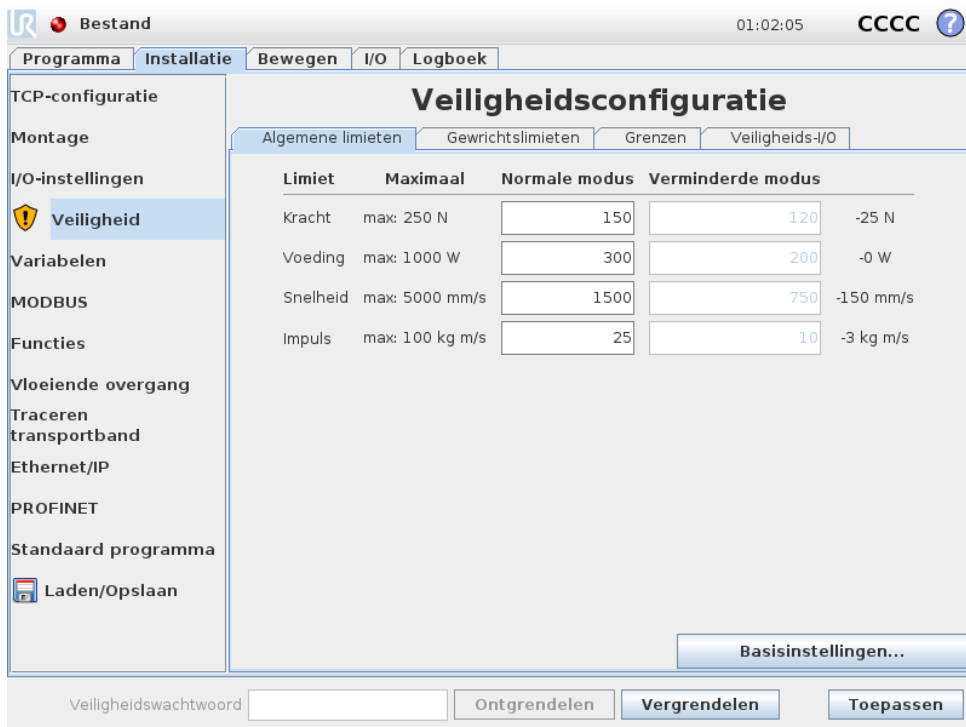 UR Bestand 01:02:05 CCCC ?
Programma Installatie Bewegen I/O Logboek
TCP-configuratie
Montage
I/O-instellingen
Veiligheid
Variabelen
MODBUS
Functies
Vloeiende overgang
Traceren
transportband
Ethernet/IP
PROFINET
Standaard programma
Laden/Opslaan
Veiligheidsconfiguratie
Algemene limieten Gewrichtslimieten Grenzen Veiligheids-I/O
Limiet Maximaal Normale modus Verminderde modus
Kracht max: 250 N 150 120 -25 N
Voeding max: 1000 W 300 200 -0 W
Snelheid max: 5000 mm/s 1500 750 -150 mm/s
Impuls max: 100 kg m/s 25 10 -3 kg m/s
Basisinstellingen...
Veiligheidswachtwoord Ontgrendelen Vergrendelen Toepassen